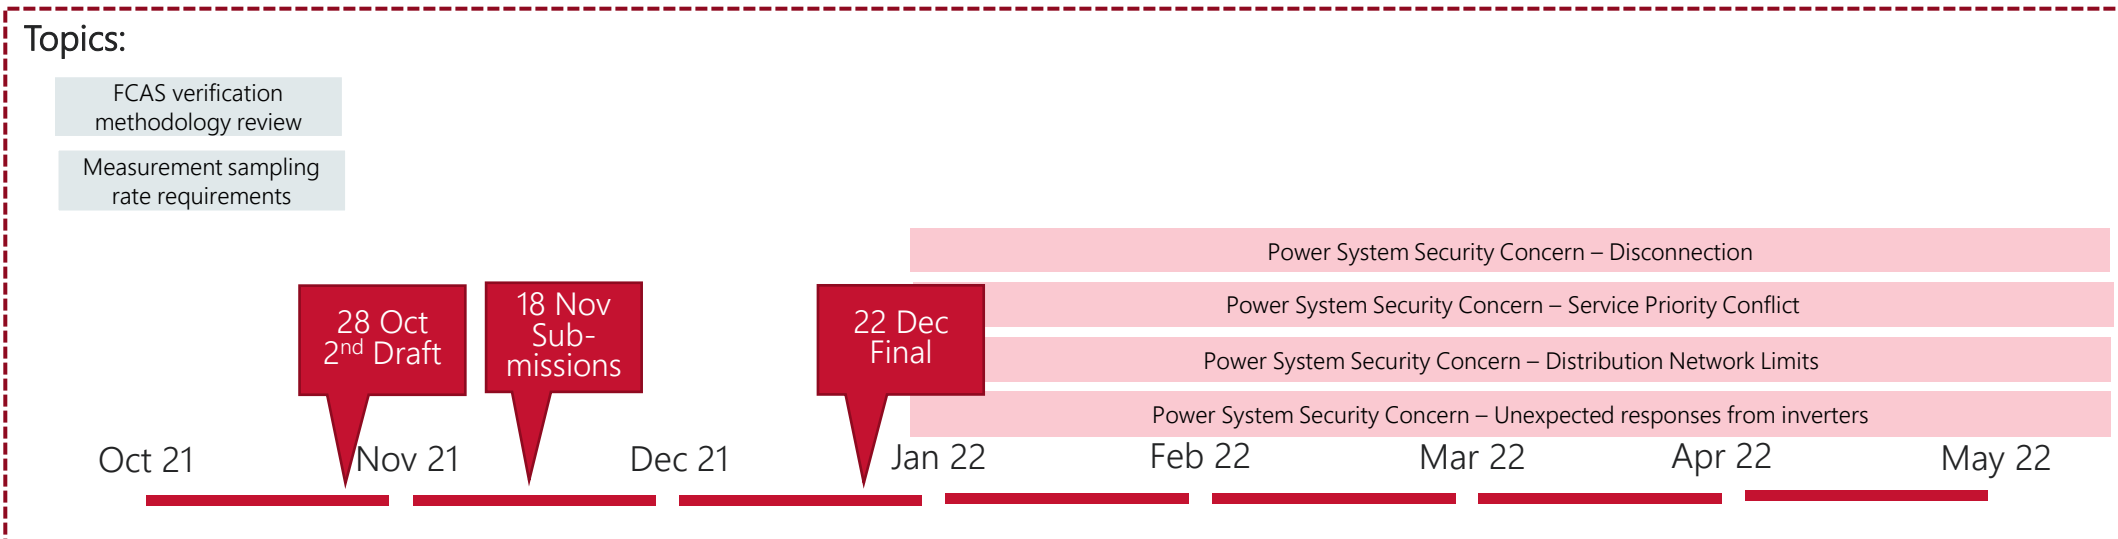 Topics:
FCAS verification
methodology review
Measurement sampling
rate requirements
Power System Security Concern – Disconnection
Power System Security Concern – Service Priority Conflict
Power System Security Concern – Distribution Network Limits
Power System Security Concern – Unexpected responses from inverters
28 Oct
2nd Draft
18 Nov
Sub-
missions
22 Dec
Final
Oct 21
Nov 21
Dec 21
Jan 22
Feb 22
Mar 22
Apr 22
May 22